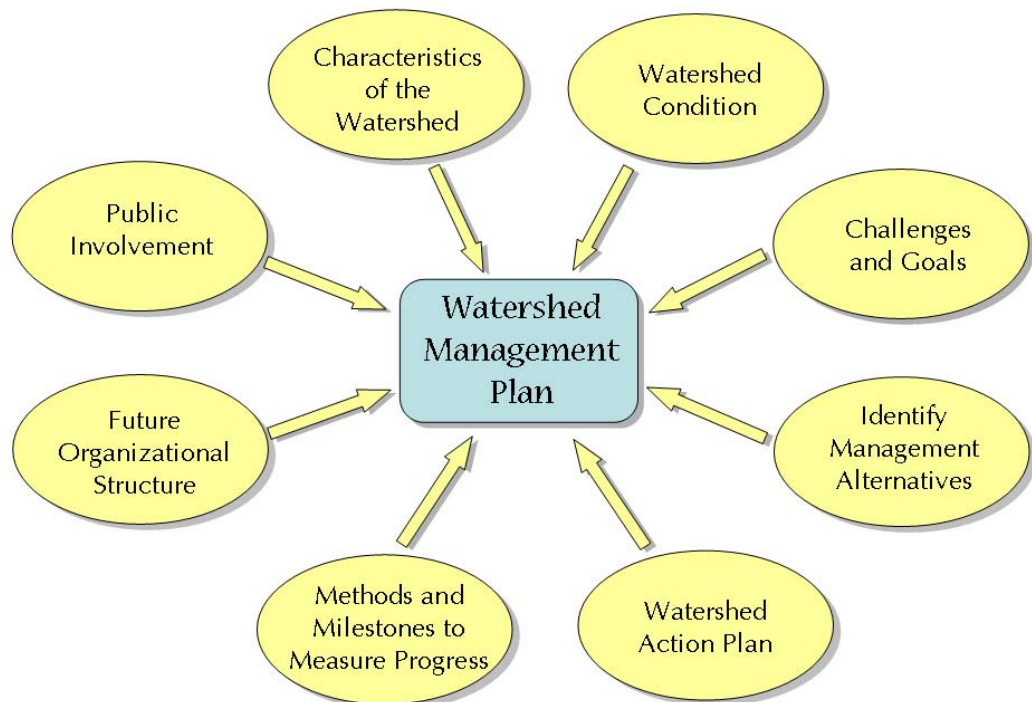 Characteristics
of the
Watershed
Watershed
Condition
Public
Involvement
Challenges
and Goals
Watershed
Management
Plan
Future
Organizational
Structure
Identify
Management
Alternatives
Methods and
Milestones to
Measure Progress
Watershed
Action Plan